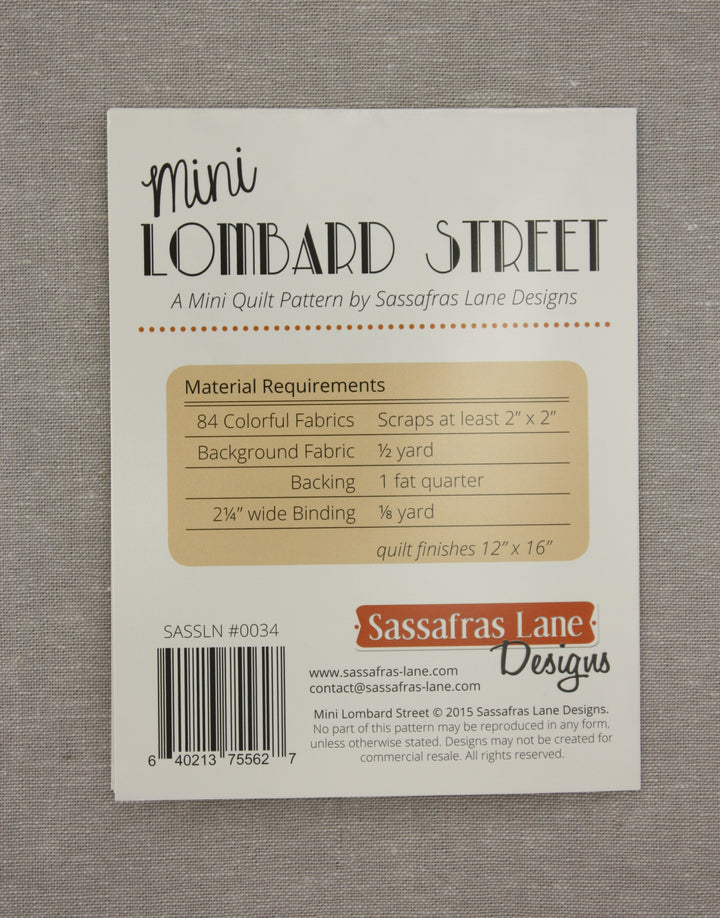 mini
LOMBARD STREET
A Mini Quilt Pattern by Sassafras Lane Designs
Material Requirements
84 Colorful Fabrics Scraps at least 2” x 2”
Background Fabric ½ yard
Backing 1 fat quarter
2¼” wide Binding ⅛ yard
quilt finishes 12” x 16”
SASSLN #0034
6 40213 75562 7
Sassafras Lane
Designs
www.sassafras-lane.com
contact@sassafras-lane.com
Mini Lombard Street © 2015 Sassafras Lane Designs.
No part of this pattern may be reproduced in any form,
unless otherwise stated. Designs may not be created for
commercial resale. All rights reserved.